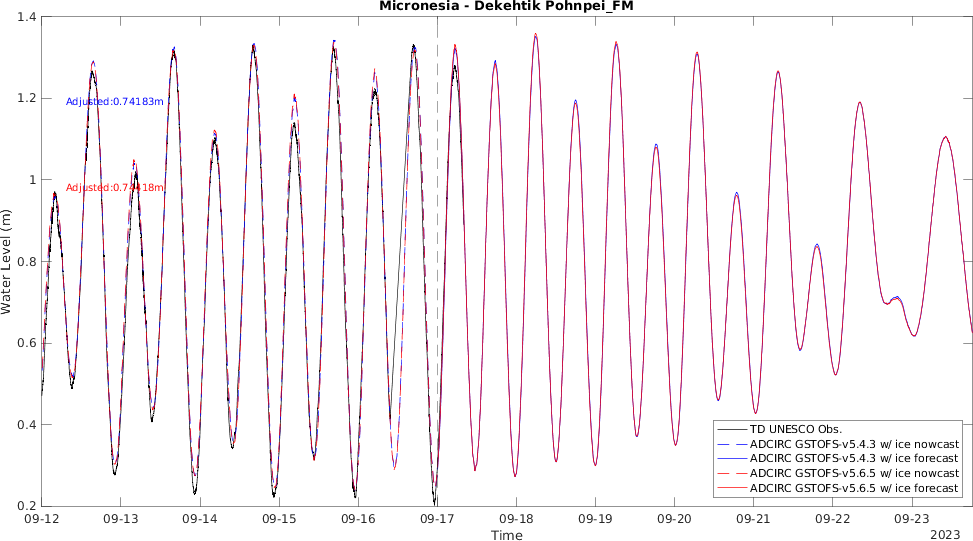 Micronesia - Dekehtik Pohnpei_FM
1.4
1.2
1
0.8
0.6
0.4
0.2
Water Level (m)
Adjusted:0.74183m
Adjusted:0.74418m
TD UNESCO Obs.
ADCIRC GSTOFS-v5.4.3 w/ ice nowcast
ADCIRC GSTOFS-v5.4.3 w/ ice forecast
ADCIRC GSTOFS-v5.6.5 w/ ice nowcast
ADCIRC GSTOFS-v5.6.5 w/ ice forecast
09-12 09-13 09-14 09-15 09-16 09-17 09-18 09-19 09-20 09-21 09-22 09-23
Time
2023